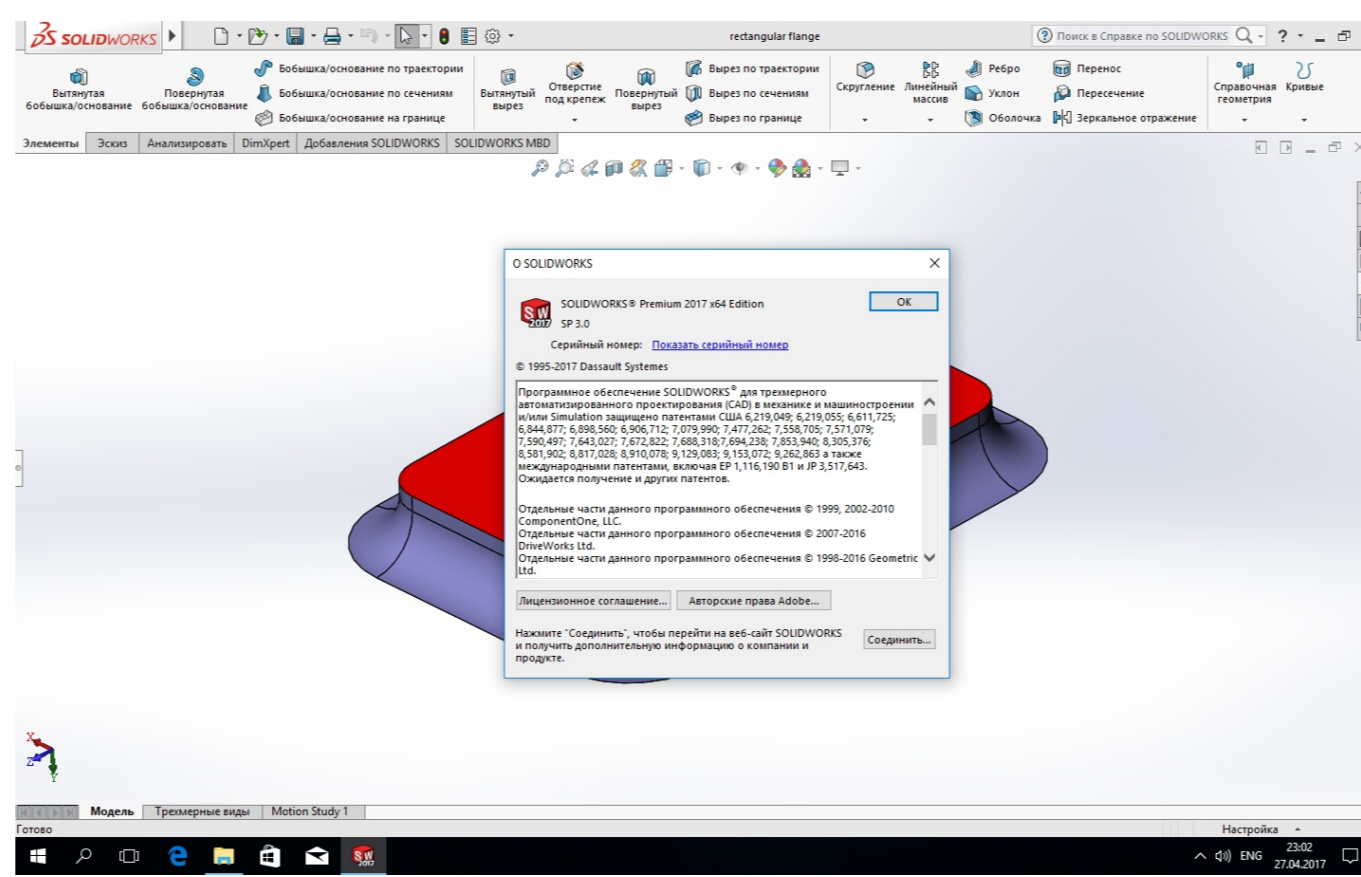 SOLIDWORKS
rectangular flange
Поиск в Справке по SOLIDWORKS
?
Вытянутая
бобышка/основание
Повернутая
бобышка/основание
Бобышка/основание по траектории
Бобышка/основание по сечениям
Бобышка/основание на границе
Вытянутый
вырез
Отверстие
под крепеж
Повернутый
вырез
Вырез по траектории
Вырез по сечениям
Вырез по границе
Скругление
Линейный
массив
Ребро
Уклон
Оболочка
Перенос
Пересечение
Зеркальное отражение
Справочная
геометрия
Кривые
Элементы Эскиз Анализировать DimXpert Добавления SOLIDWORKS SOLIDWORKS MBD
О SOLIDWORKS
SW
2017
SOLIDWORKS® Premium 2017 x64 Edition
OK
SP 3.0
Серийный номер: Показать серийный номер
© 1995-2017 Dassault Systemes
Программное обеспечение SOLIDWORKS® для трехмерного
автоматизированного проектирования (CAD) в механике и машиностроении
и/или Simulation защищено патентами США 6,219,049; 6,219,055; 6,611,725;
6,844,877; 6,898,560; 6,906,712; 7,079,990; 7,477,262; 7,558,705; 7,571,079;
7,590,497; 7,643,027; 7,672,822; 7,688,318;7,694,238; 7,853,940; 8,305,376;
8,581,902; 8,817,028; 8,910,078; 9,129,083; 9,153,072; 9,262,863 а также
международными патентами, включая EP 1,116,190 B1 и JP 3,517,643.
Ожидается получение и других патентов.
Отдельные части данного программного обеспечения © 1999, 2002-2010
ComponentOne, LLC.
Отдельные части данного программного обеспечения © 2007-2016
DriveWorks Ltd.
Отдельные части данного программного обеспечения © 1998-2016 Geometric
Ltd.
Лицензионное соглашение... Авторские права Adobe...
Нажмите "Соединить", чтобы перейти на веб-сайт SOLIDWORKS
и получить дополнительную информацию о компании и
продукте.
Соединить...
X
Z
Y
Модель Трехмерные виды Motion Study 1
Готово
Настройка
SW
2017
ENG
23:02
27.04.2017